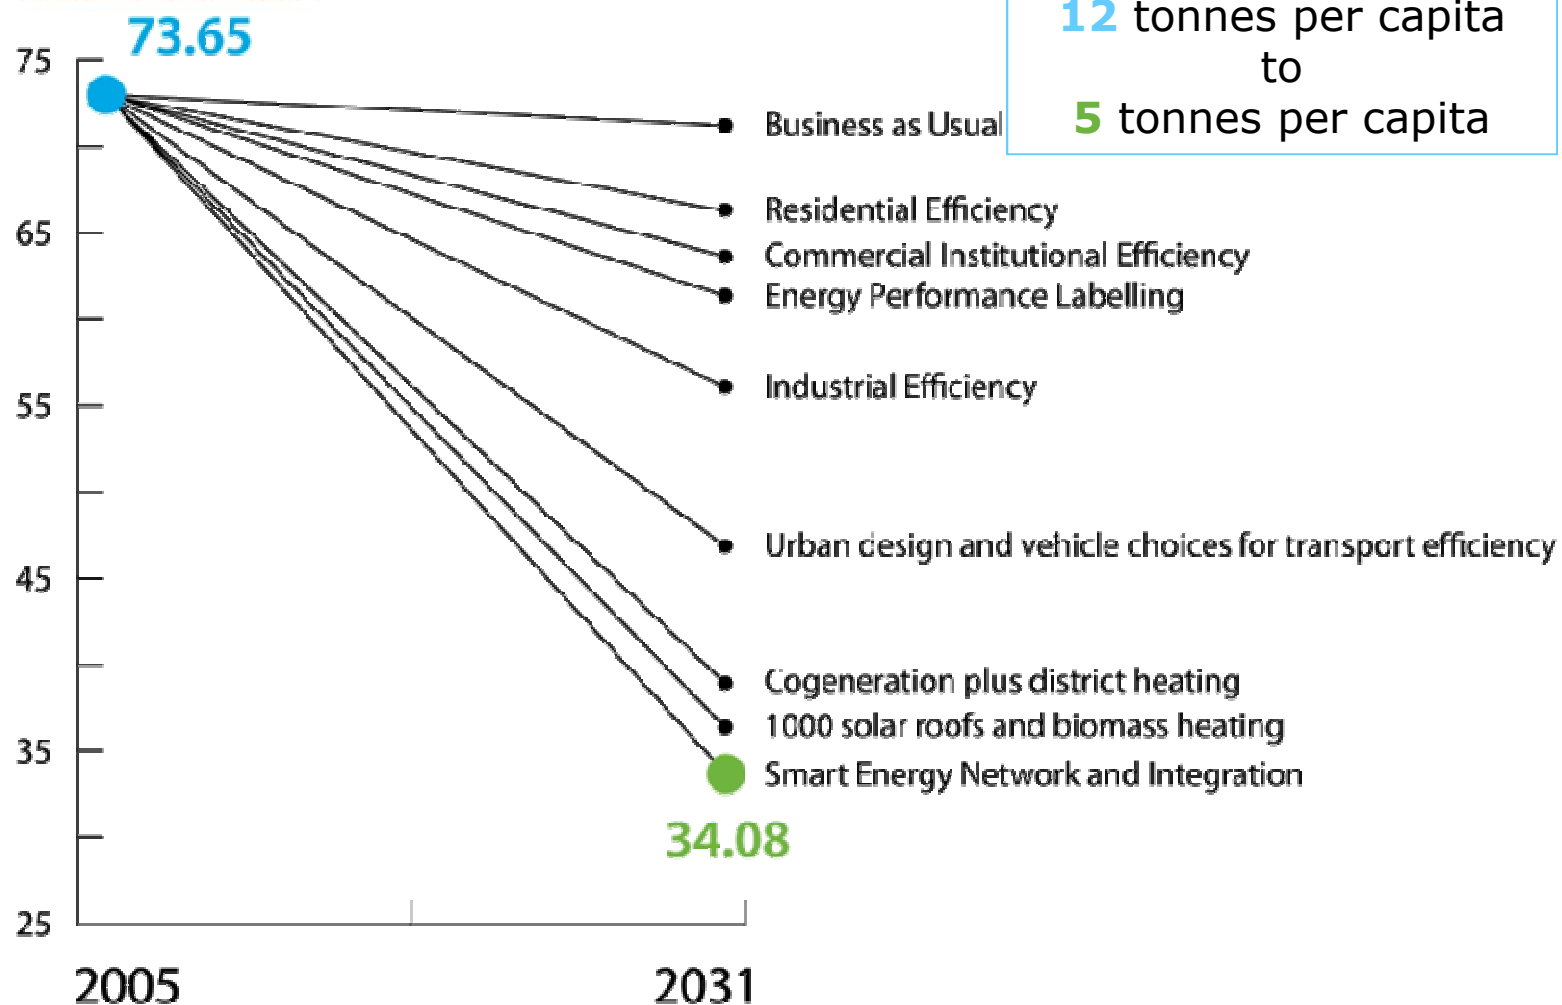 73.65
12 tonnes per capita
to
5 tonnes per capita
75
65
55
45
35
25
Business as Usual
Residential Efficiency
Commercial Institutional Efficiency
Energy Performance Labelling
Industrial Efficiency
Urban design and vehicle choices for transport efficiency
Cogeneration plus district heating
1000 solar roofs and biomass heating
Smart Energy Network and Integration
34.08
2005 2031